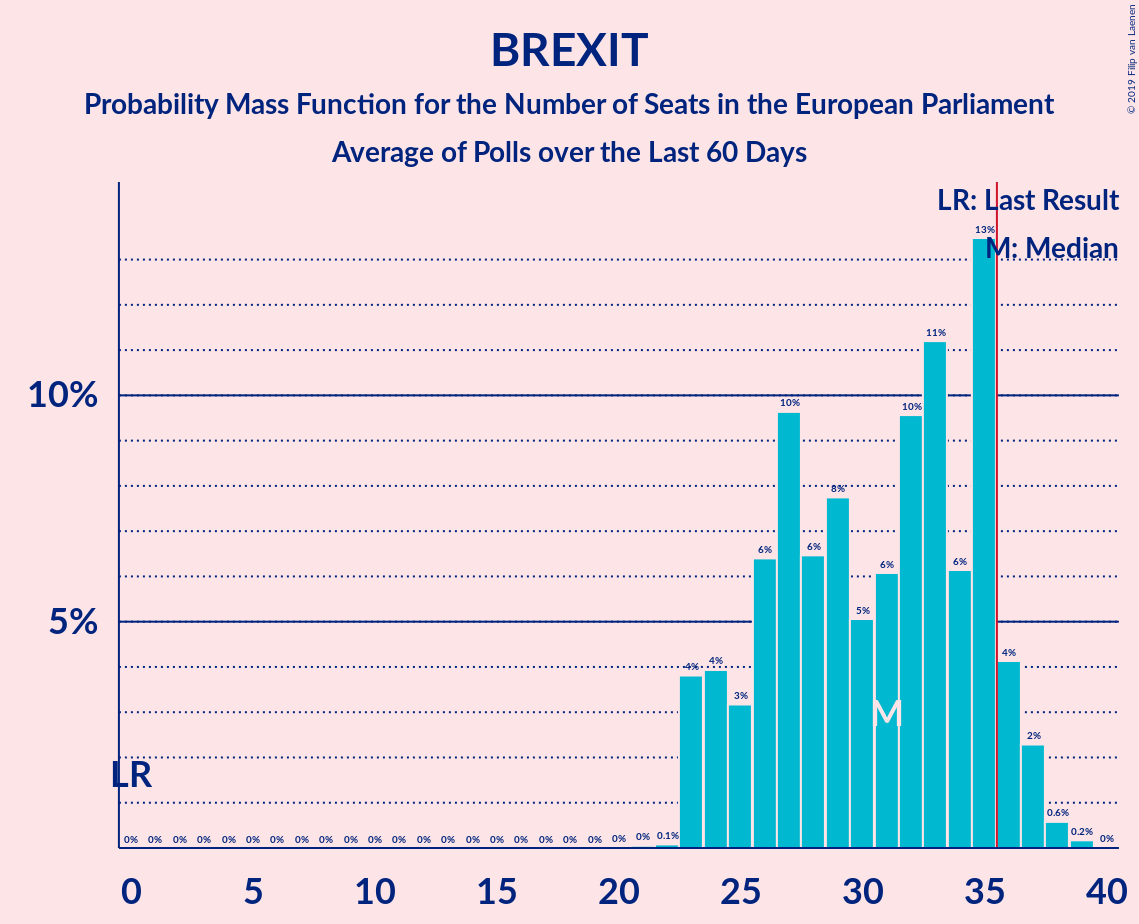 BREXIT
Probability Mass Function for the Number of Seats in the European Parliament
Average of Polls over the Last 60 Days
© 2019 Filip van Laenen
LR: Last Result
M: Median
10%
5%
13%
11%
10%
10%
8%
6%
6%
6%
6%
5%
4%
4%
4%
3%
2%
M
LR
0% 0% 0% 0% 0% 0% 0% 0% 0% 0% 0% 0% 0% 0% 0% 0% 0% 0% 0% 0% 0% 0% 0.1% 0.6% 0.2% 0%
0 5 10 15 20 25 30 35 40